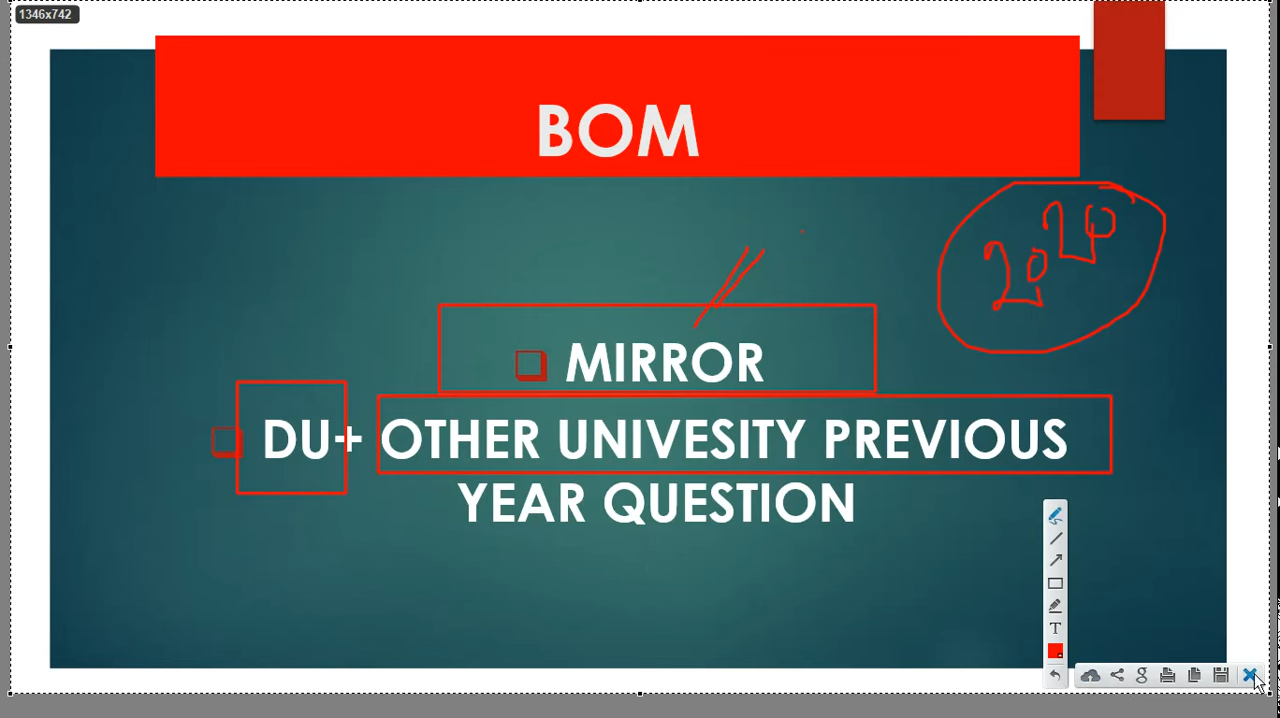 1346x742
BOM
2020
MIRROR
DU+ OTHER UNIVESITY PREVIOUS
YEAR QUESTION